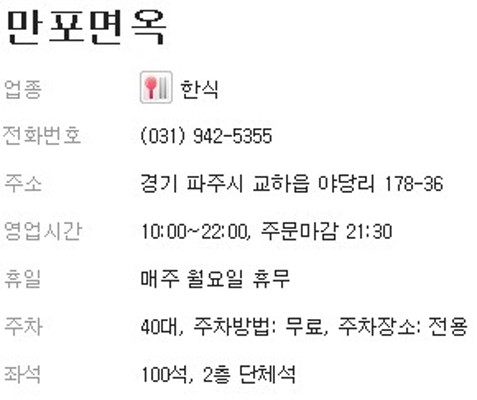 만포면옥
업종 한식
전화번호 (031) 942-5355
주소 경기 파주시 교하읍 야당리 178-36
영업시간 10:00~22:00, 주문마감 21:30
휴일 매주 월요일 휴무
주차 40대, 주차방법: 무료, 주차장소: 전용
좌석 100석, 2층 단체석